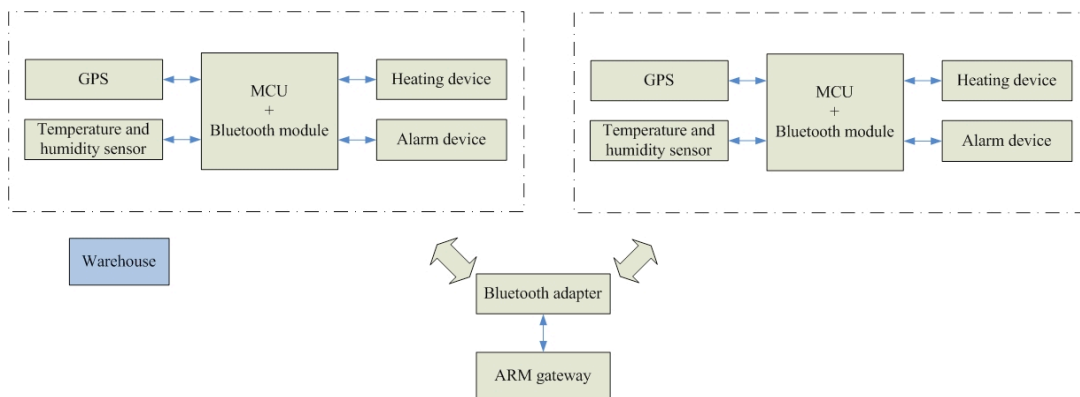 GPS
MCU
+
Bluetooth module
Heating device
Temperature and
humidity sensor
Alarm device
GPS
MCU
+
Bluetooth module
Heating device
Temperature and
humidity sensor
Alarm device
Warehouse
Bluetooth adapter
ARM gateway